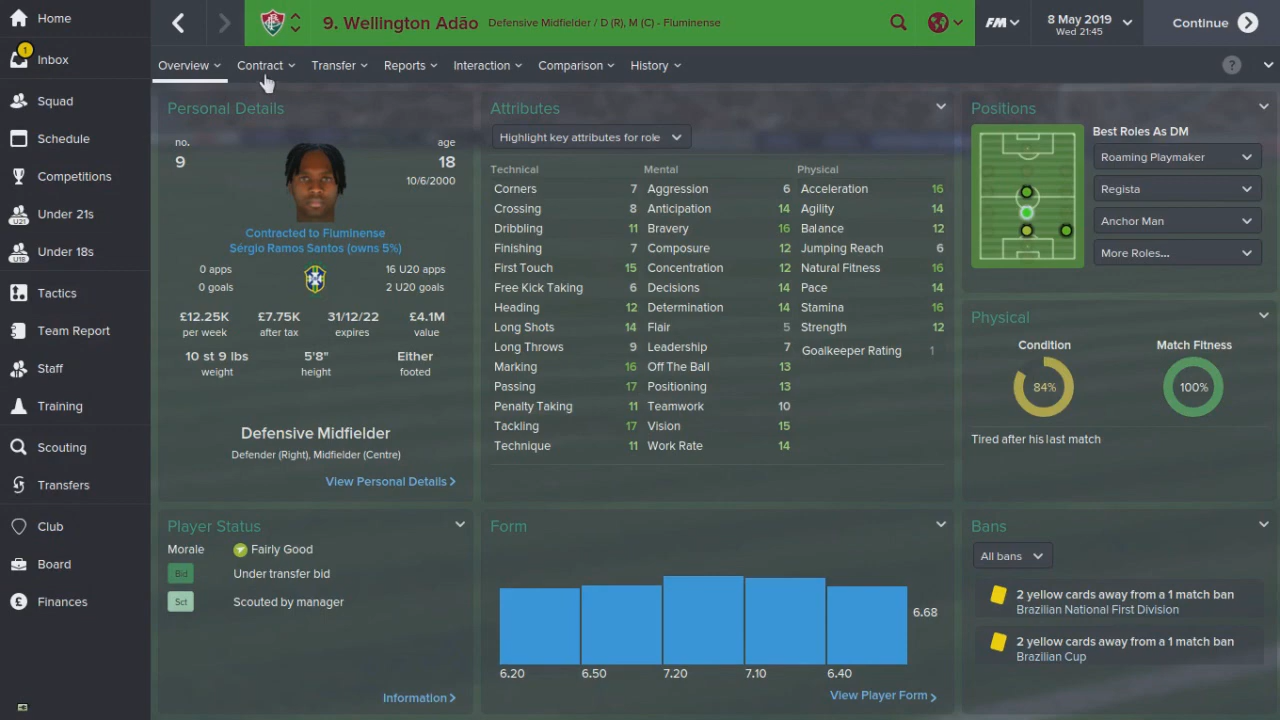 Home
1
Inbox
Squad
Schedule
Competitions
U21
Under 21s
U18
Under 18s
Tactics
Team Report
Staff
Training
Scouting
Transfers
Club
Board
£ Finances
9. Wellington Adão Defensive Midfielder / D (R), M (C) - Fluminense
FM
8 May 2019
Wed 21:45
Continue
Overview Contract Transfer Reports Interaction Comparison History
?
Personal Details
no.
9
age
18
10/6/2000
Contracted to Fluminense
Sérgio Ramos Santos (owns 5%)
0 apps
0 goals
16 U20 apps
2 U20 goals
£12.25K £7.75K 31/12/22 £4.1M
per week after tax expires value
10 st 9 lbs 5'8" Either
weight height footed
Defensive Midfielder
Defender (Right), Midfielder (Centre)
View Personal Details >
Attributes
Highlight key attributes for role
Technical Mental Physical
Corners 7 Aggression 6 Acceleration 16
Crossing 8 Anticipation 14 Agility 14
Dribbling 11 Bravery 16 Balance 12
Finishing 7 Composure 12 Jumping Reach 6
First Touch 15 Concentration 12 Natural Fitness 16
Free Kick Taking 6 Decisions 14 Pace 14
Heading 12 Determination 14 Stamina 16
Long Shots 14 Flair 5 Strength 12
Long Throws 9 Leadership 7 Goalkeeper Rating 1
Marking 16 Off The Ball 13
Passing 17 Positioning 13
Penalty Taking 11 Teamwork 10
Tackling 17 Vision 15
Technique 11 Work Rate 14
Positions
Best Roles As DM
Roaming Playmaker
Regista
Anchor Man
More Roles...
Physical
Condition Match Fitness
84% 100%
Tired after his last match
Player Status
Morale Fairly Good
Bid Under transfer bid
Sct Scouted by manager
Information >
Form
6.68
6.20 6.50 7.20 7.10 6.40
View Player Form >
Bans
All bans
2 yellow cards away from a 1 match ban
Brazilian National First Division
2 yellow cards away from a 1 match ban
Brazilian Cup